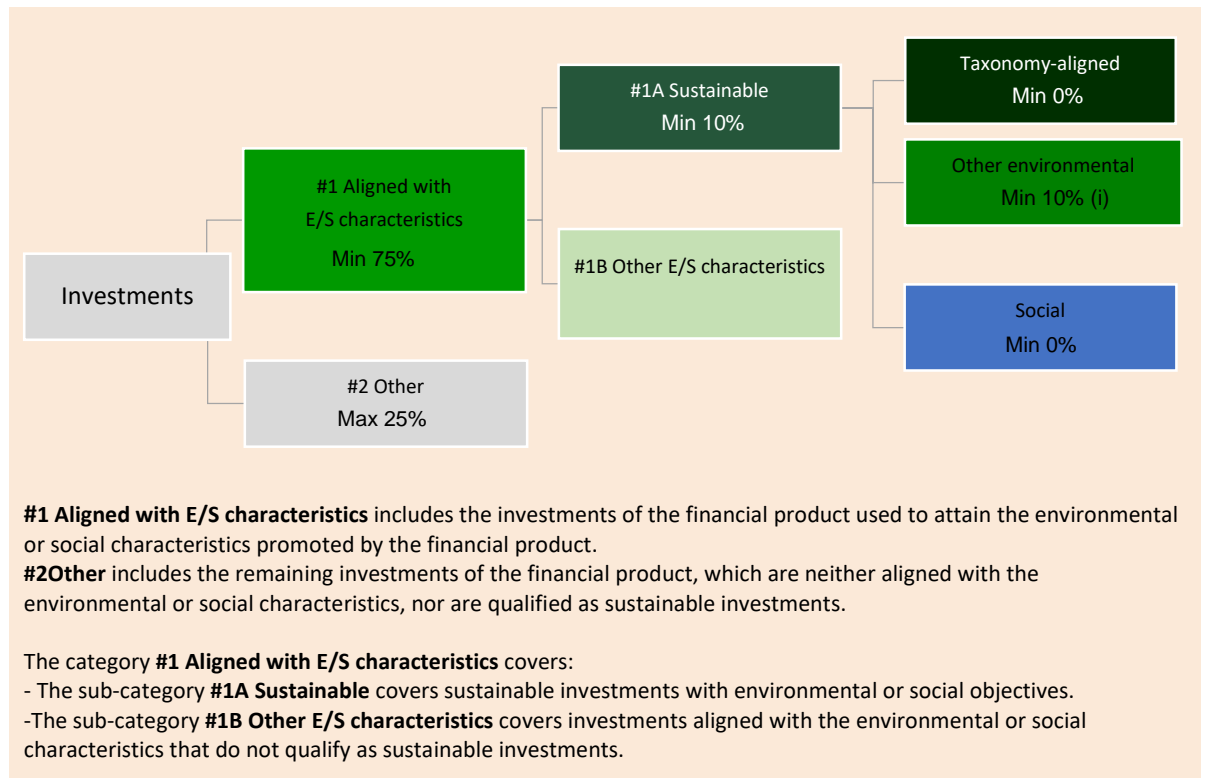 Investments
#1 Aligned with
E/S characteristics
Min 75%
#2 Other
Max 25%
#1A Sustainable
Min 10%
#1B Other E/S characteristics
Taxonomy-aligned
Min 0%
Other environmental
Min 10% (i)
Social
Min 0%
#1 Aligned with E/S characteristics includes the investments of the financial product used to attain the environmental
or social characteristics promoted by the financial product.
#2Other includes the remaining investments of the financial product, which are neither aligned with the
environmental or social characteristics, nor are qualified as sustainable investments.
The category #1 Aligned with E/S characteristics covers:
- The sub-category #1A Sustainable covers sustainable investments with environmental or social objectives.
-The sub-category #1B Other E/S characteristics covers investments aligned with the environmental or social
characteristics that do not qualify as sustainable investments.